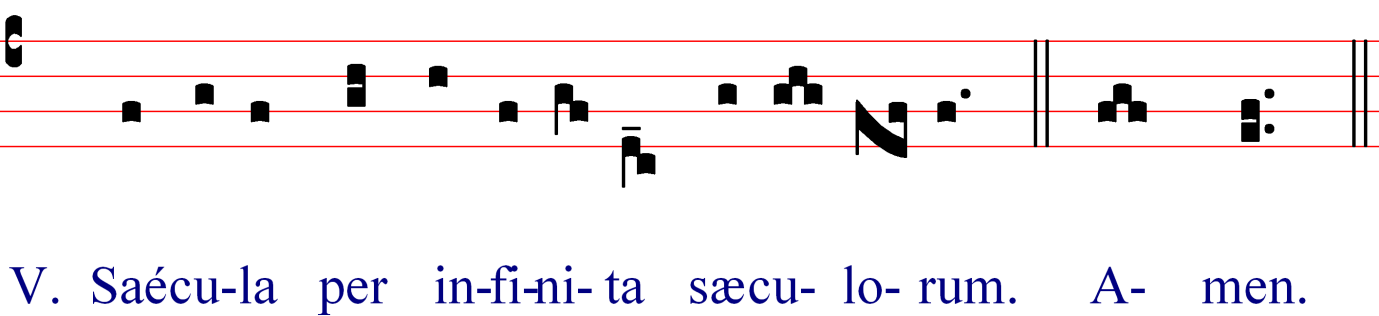 V. Saécu-la per in-fi-ni- ta sæcu- lo- rum. A- men.